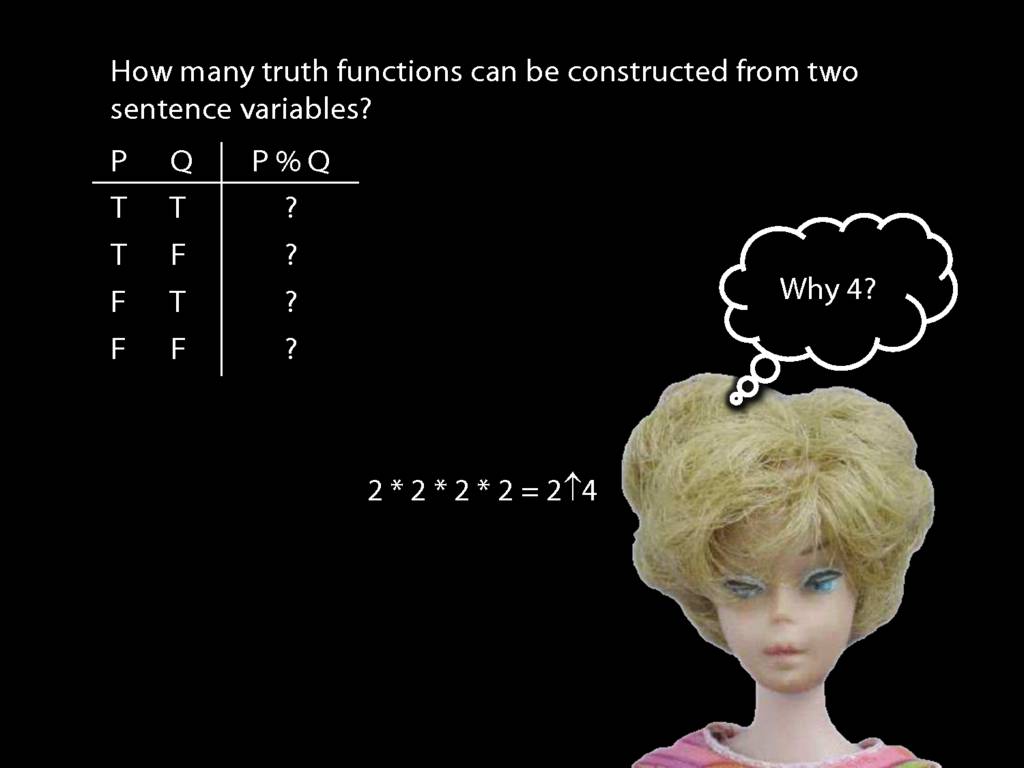 How many truth functions can be constructed from two
sentence variables?
P Q P % Q
T T ?
T F ?
F T ?
F F ?
Why 4?
2 * 2 * 2 * 2 = 2↑4